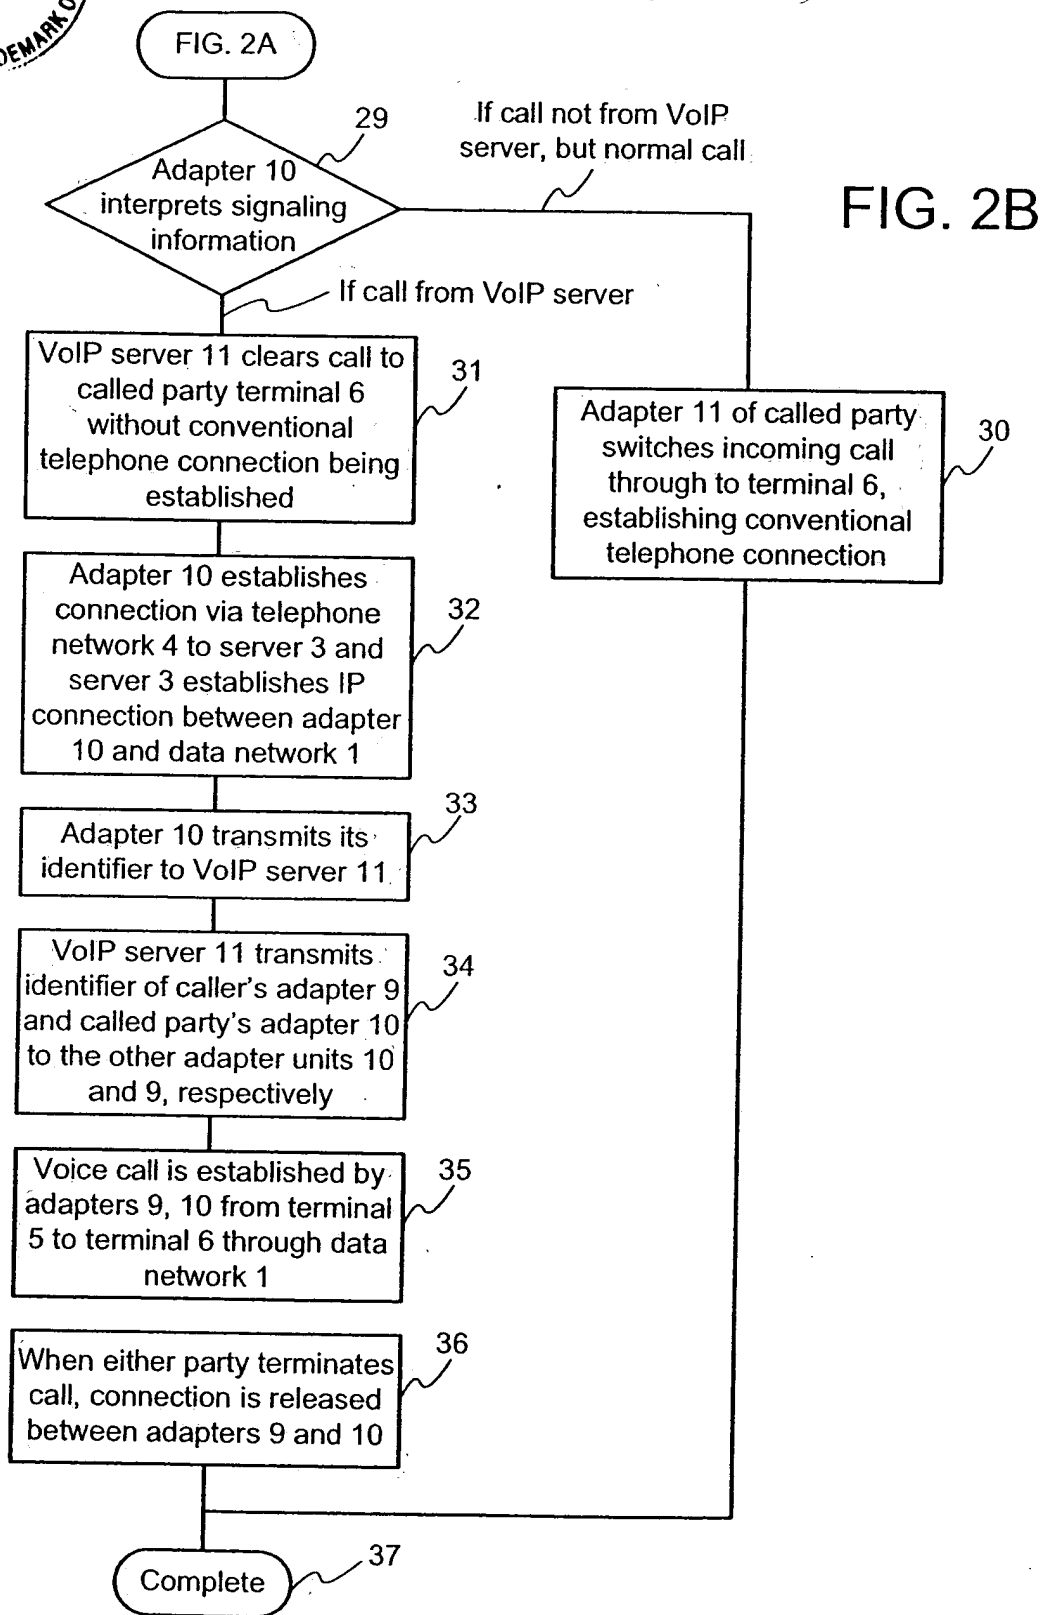 DEMARK O
FIG. 2A
29
If call not from VoIP
server, but normal call
Adapter 10
interprets signaling
information
FIG. 2B
If call from VoIP server
VoIP server 11 clears call to
called party terminal 6
without conventional
telephone connection being
established
31
Adapter 11 of called party
switches incoming call
through to terminal 6,
establishing conventional
telephone connection
30
Adapter 10 establishes
connection via telephone
network 4 to server 3 and
server 3 establishes IP
connection between adapter
10 and data network 1
32
Adapter 10 transmits its
identifier to VoIP server 11
33
VoIP server 11 transmits
identifier of caller's adapter 9
and called party's adapter 10
to the other adapter units 10
and 9, respectively
34
Voice call is established by
adapters 9, 10 from terminal
5 to terminal 6 through data
network 1
35
When either party terminates
call, connection is released
between adapters 9 and 10
36
Complete
37